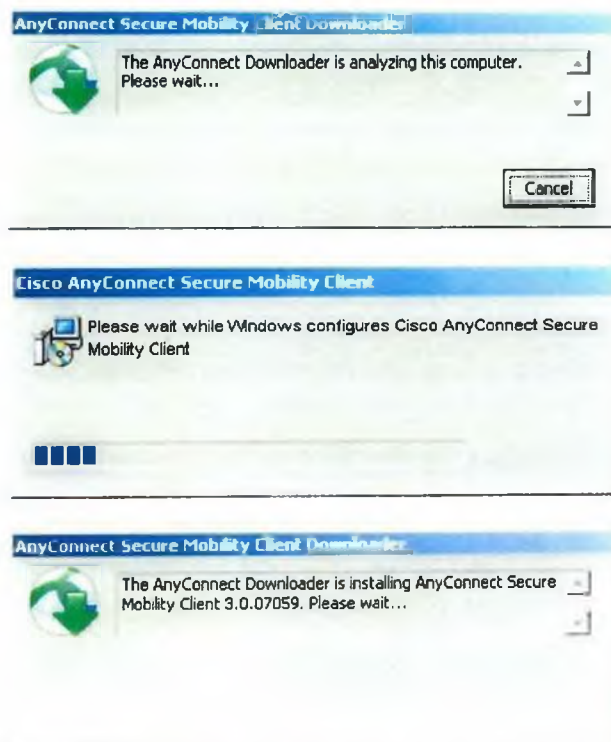 AnyConnect Secure Mobility Client Downloader
The AnyConnect Downloader is analyzing this computer.
Please wait...
Cancel
Cisco AnyConnect Secure Mobility Client
Please wait while Windows configures Cisco AnyConnect Secure
Mobility Client
AnyConnect Secure Mobility Client Downloader
The AnyConnect Downloader is installing AnyConnect Secure
Mobility Client 3.0.07059. Please wait...